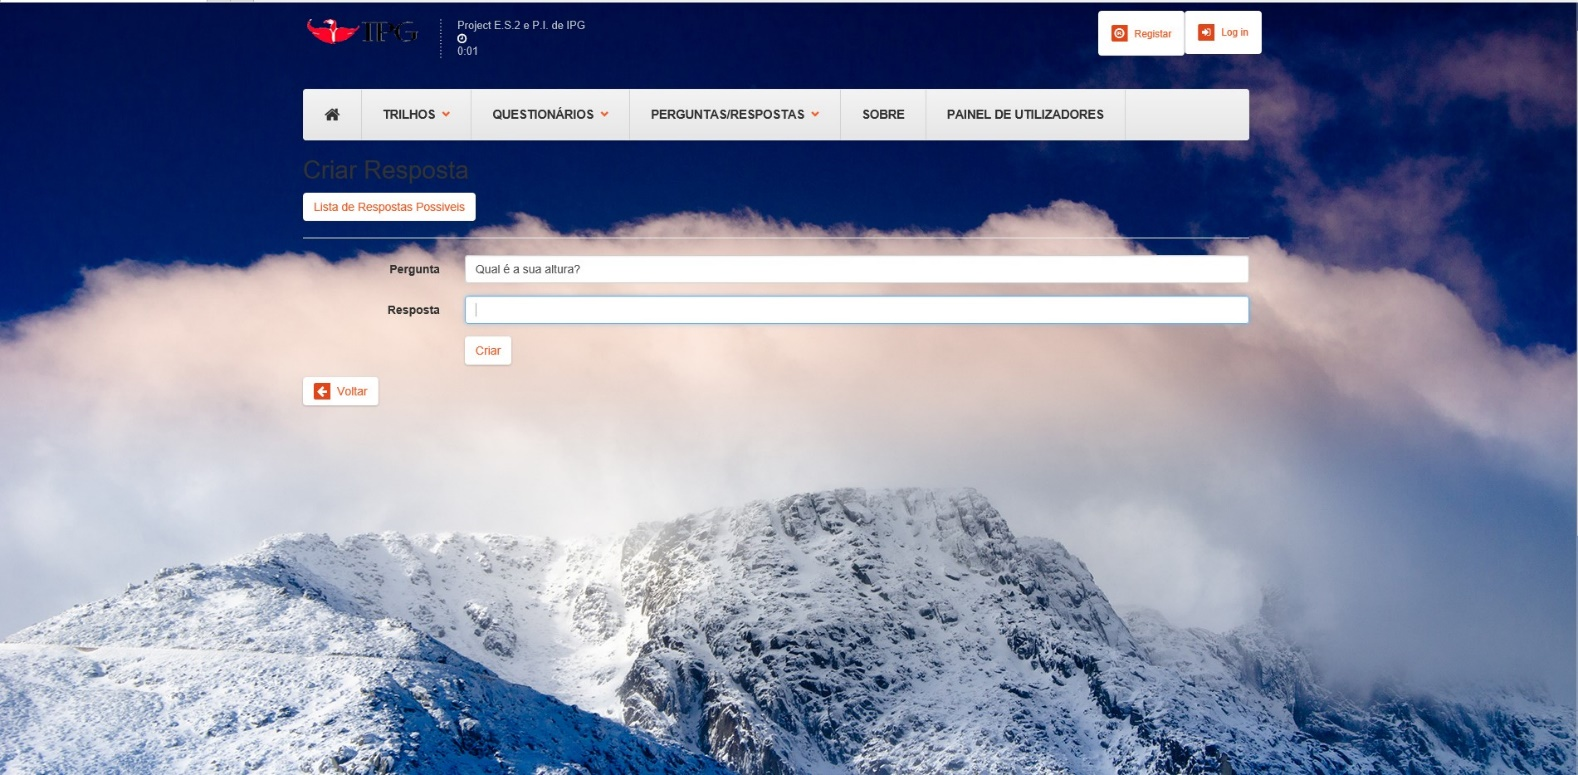 IPG
Project E.S.2 e P.I. de IPG
0:01
Registar
Log in
TRILHOS
QUESTIONÁRIOS
PERGUNTAS/RESPOSTAS
SOBRE
PAINEL DE UTILIZADORES
Criar Resposta
Lista de Respostas Possiveis
Pergunta
Qual é a sua altura?
Resposta
Criar
Voltar